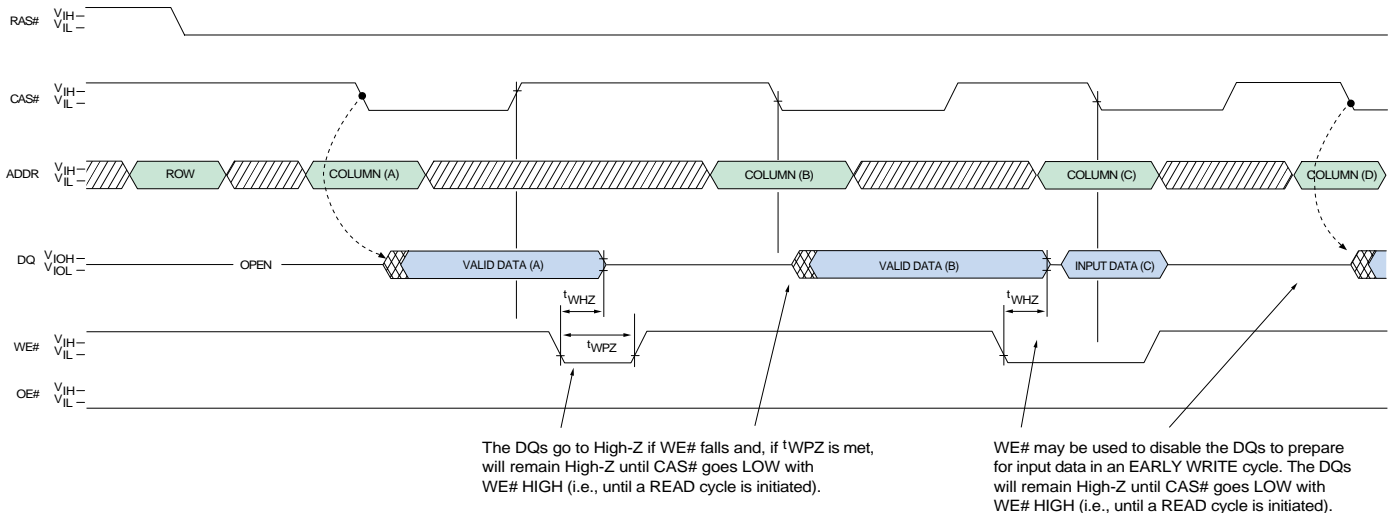 RAS# VIH
VIL
CAS# VIH
VIL
ADDR VIH
VIL
ROW COLUMN (A) COLUMN (B) COLUMN (C) COLUMN (D)
DQ VIOH
VIOL
OPEN VALID DATA (A) VALID DATA (B) INPUT DATA (C)
tWHZ tWHZ
tWPZ
WE# VIH
VIL
OE# VIH
VIL
The DQs go to High-Z if WE# falls and, if tWPZ is met,
will remain High-Z until CAS# goes LOW with
WE# HIGH (i.e., until a READ cycle is initiated).
WE# may be used to disable the DQs to prepare
for input data in an EARLY WRITE cycle. The DQs
will remain High-Z until CAS# goes LOW with
WE# HIGH (i.e., until a READ cycle is initiated).